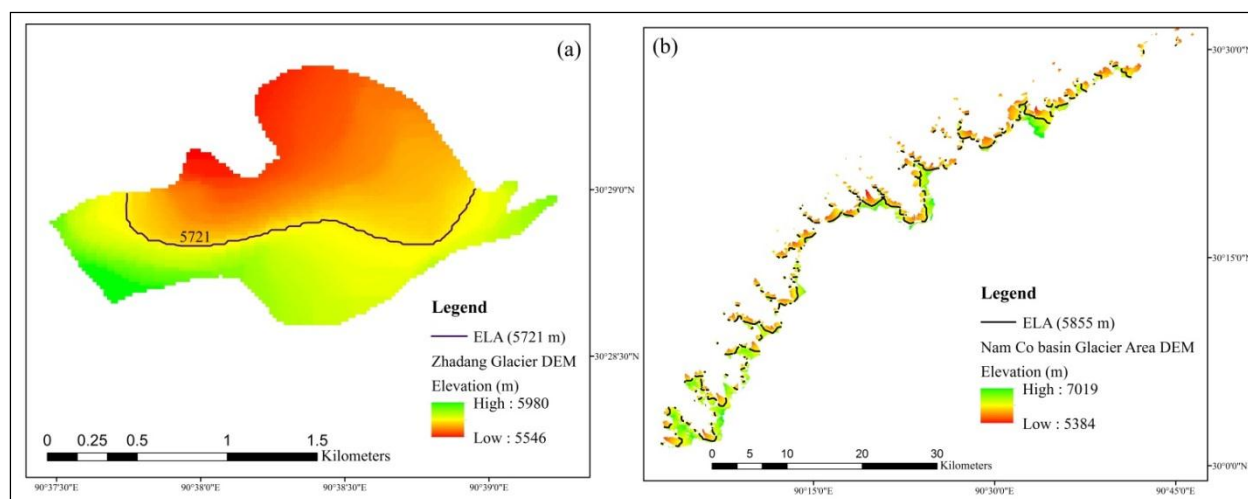 (a)
5721
Legend
ELA (5721 m)
Zhadang Glacier DEM
Elevation (m)
High : 5980
Low : 5546
0 0.25 0.5 1 1.5
Kilometers
30°29'0"N
30°28'30"N
90°37'30"E 90°38'0"E 90°38'30"E 90°39'0"E
(b)
Legend
ELA (5855 m)
Nam Co basin Glacier Area DEM
Elevation (m)
High : 7019
Low : 5384
0 5 10 20 30
Kilometers
30°30'0"N
30°15'0"N
30°0'0"N
90°15'0"E 90°30'0"E 90°45'0"E